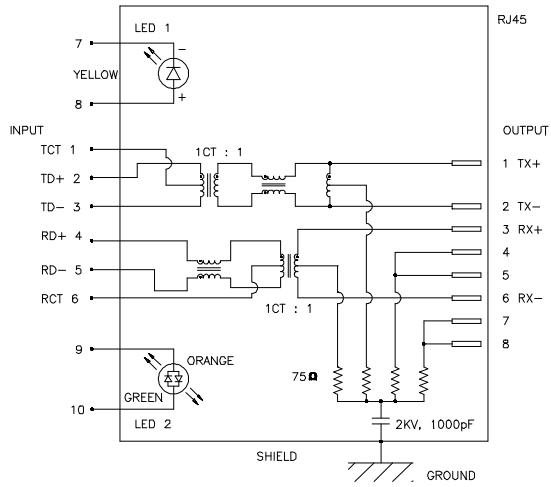 RJ45
LED 1
7
−
YELLOW
8
+
INPUT
OUTPUT
TCT 1
1CT : 1
1 TX+
TD+ 2
TD− 3
2 TX−
3 RX+
RD+ 4
4
RD− 5
5
RCT 6
6 RX−
1CT : 1
7
8
9
ORANGE
75Ω
GREEN
10
LED 2
2KV, 1000pF
SHIELD
GROUND